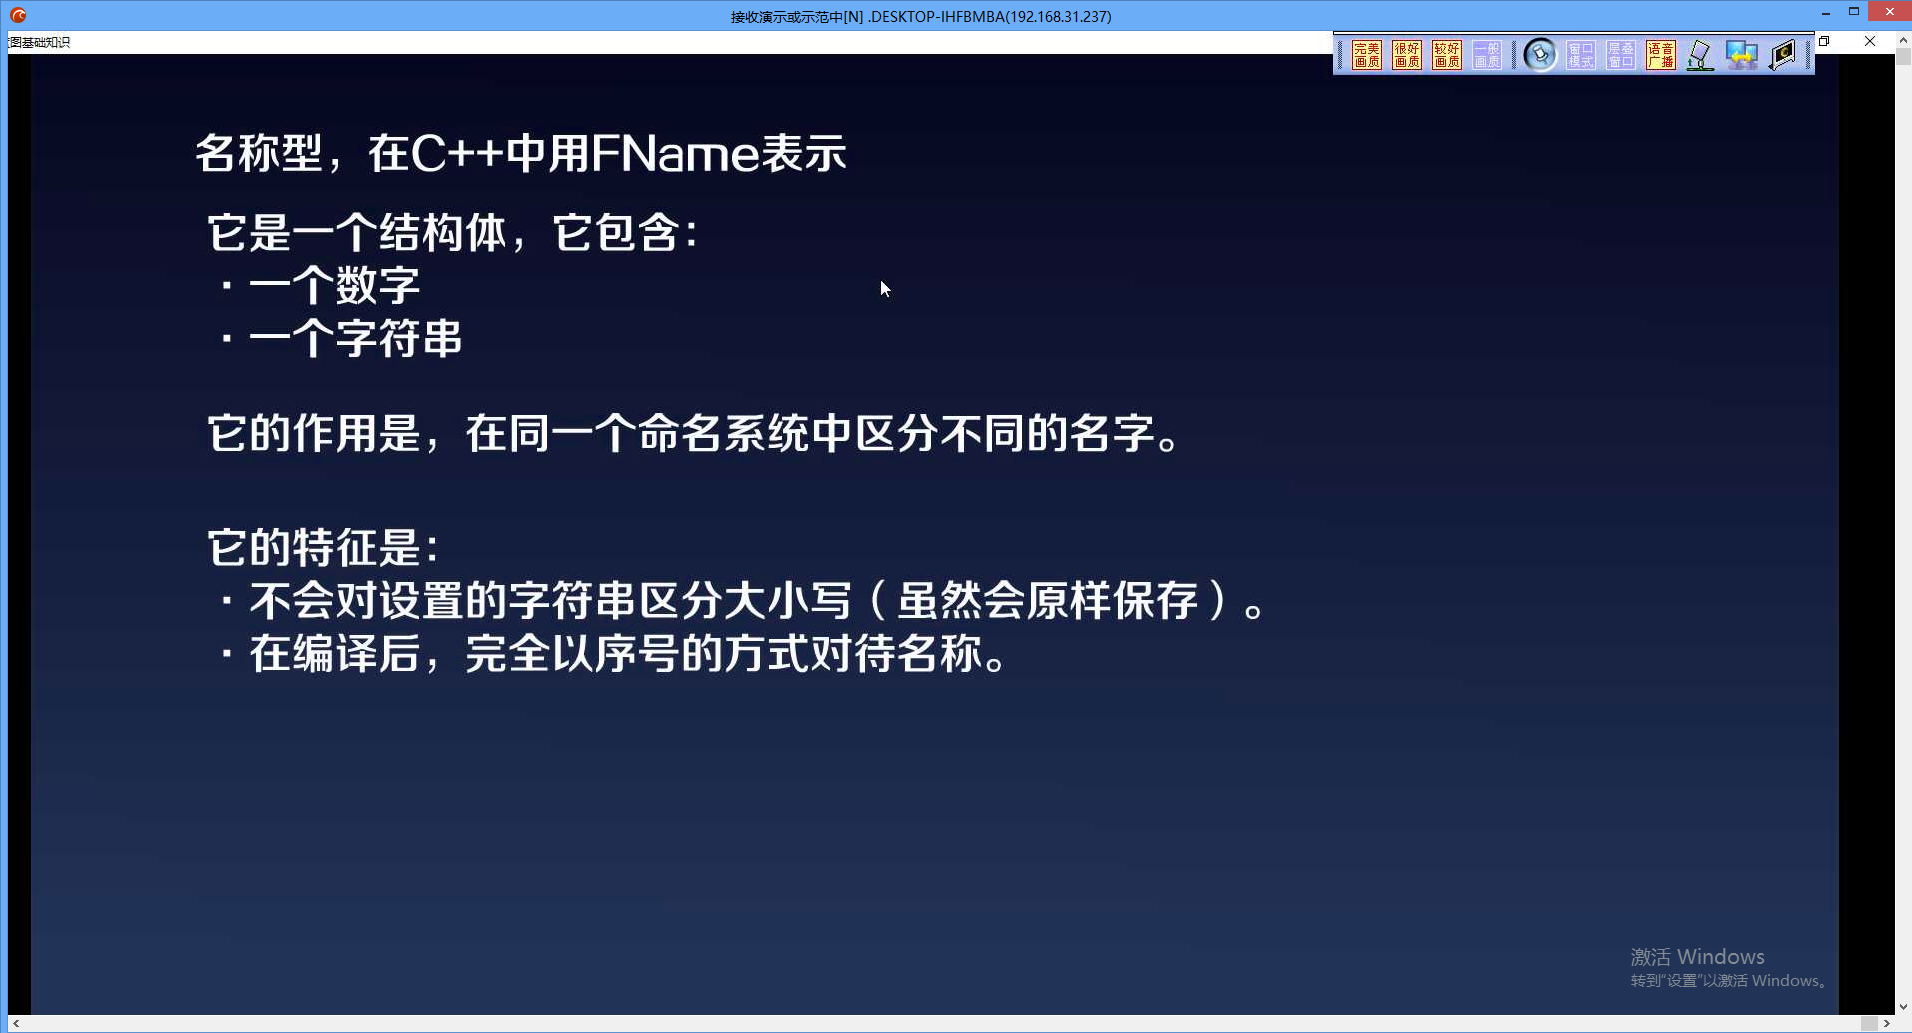 接收演示或示范中[N] .DESKTOP-IHFBMBA(192.168.31.237)
图基础知识
完美画质
很好画质
较好画质
一般画质
窗口模式
层叠窗口
语音广播
名称型，在C++中用FName表示
它是一个结构体，它包含：
·一个数字
·一个字符串
它的作用是，在同一个命名系统中区分不同的名字。
它的特征是：
·不会对设置的字符串区分大小写（虽然会原样保存）。
·在编译后，完全以序号的方式对待名称。
激活 Windows
转到“设置”以激活 Windows。